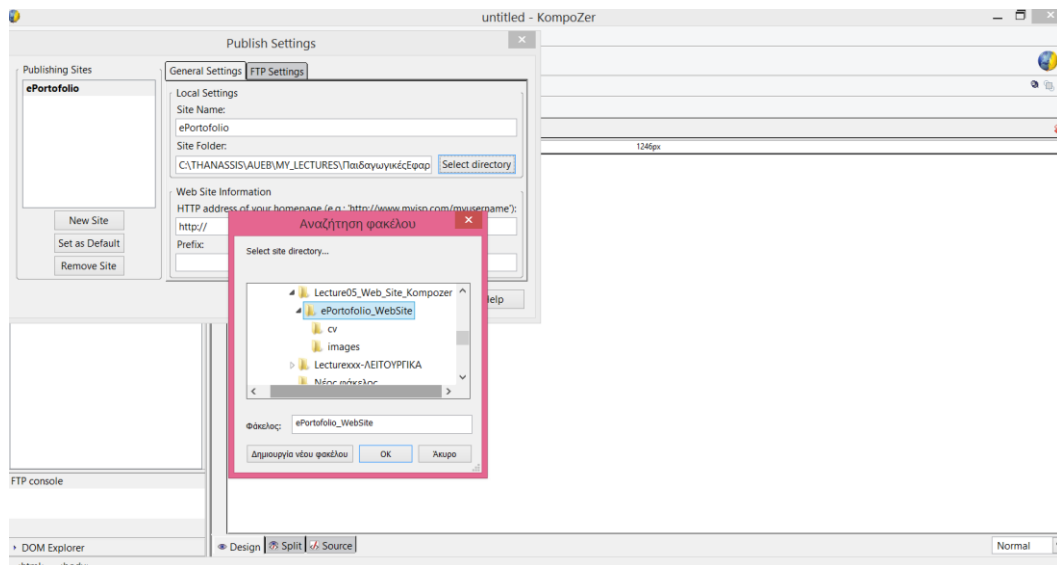 untitled - KompoZer
Publish Settings
Publishing Sites
ePortofolio
New Site
Set as Default
Remove Site
General Settings FTP Settings
Local Settings
Site Name:
ePortofolio
Site Folder:
C:\THANASSIS\AUEB\MY_LECTURES\ΠαιδαγωγικέςΕφαρ Select directory
Web Site Information
HTTP address of your homepage (e.g.: 'http://www.myisp.com/myusername'):
http://
Prefix:
1246px
Αναζήτηση φακέλου
Select site directory...
Lecture05_Web_Site_Kompozer
ePortofolio_WebSite
cv
images
Lecturexxx-ΛΕΙΤΟΥΡΓΙΚΑ
Νέος φάκελος
Φάκελος: ePortofolio_WebSite
Δημιουργία νέου φακέλου OK Άκυρο
FTP console
DOM Explorer
Design Split Source
Normal